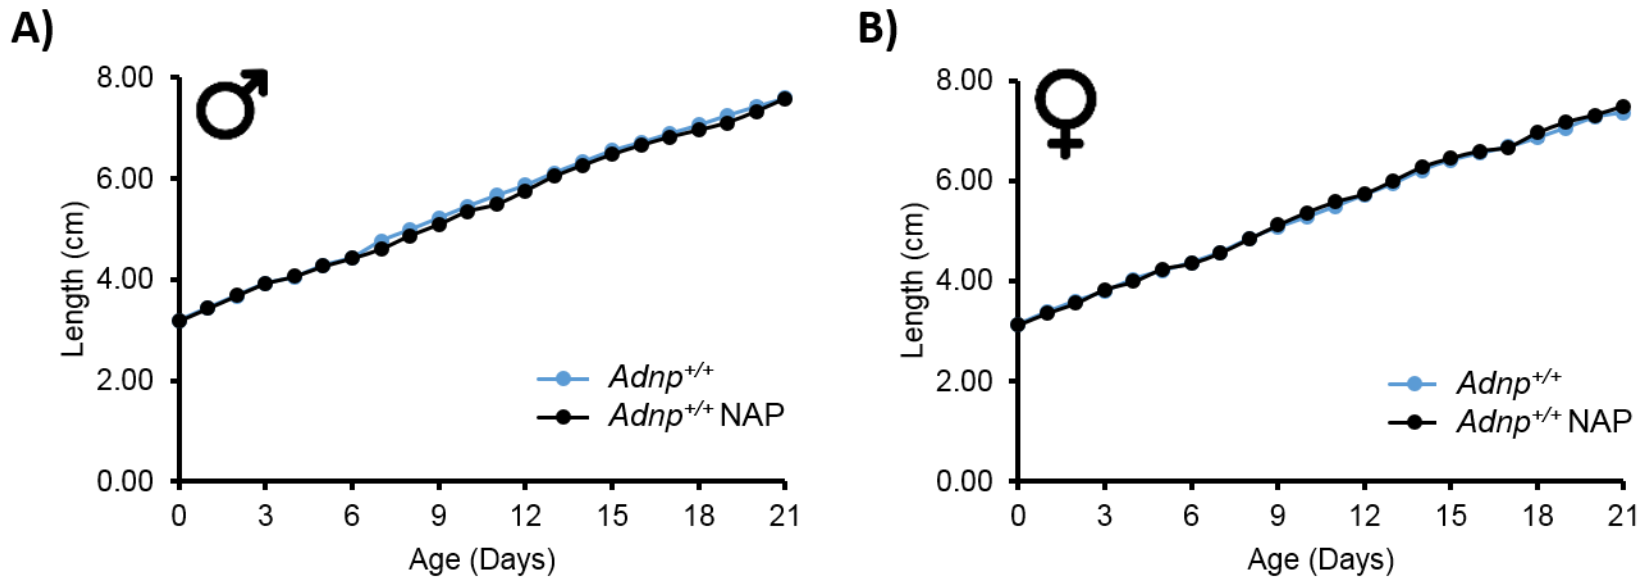 A)
8.00
6.00
4.00
2.00
0.00
Length (cm)
0 3 6 9 12 15 18 21
Age (Days)
Adnp+/+
Adnp+/+ NAP
B)
8.00
6.00
4.00
2.00
0.00
Length (cm)
0 3 6 9 12 15 18 21
Age (Days)
Adnp+/+
Adnp+/+ NAP